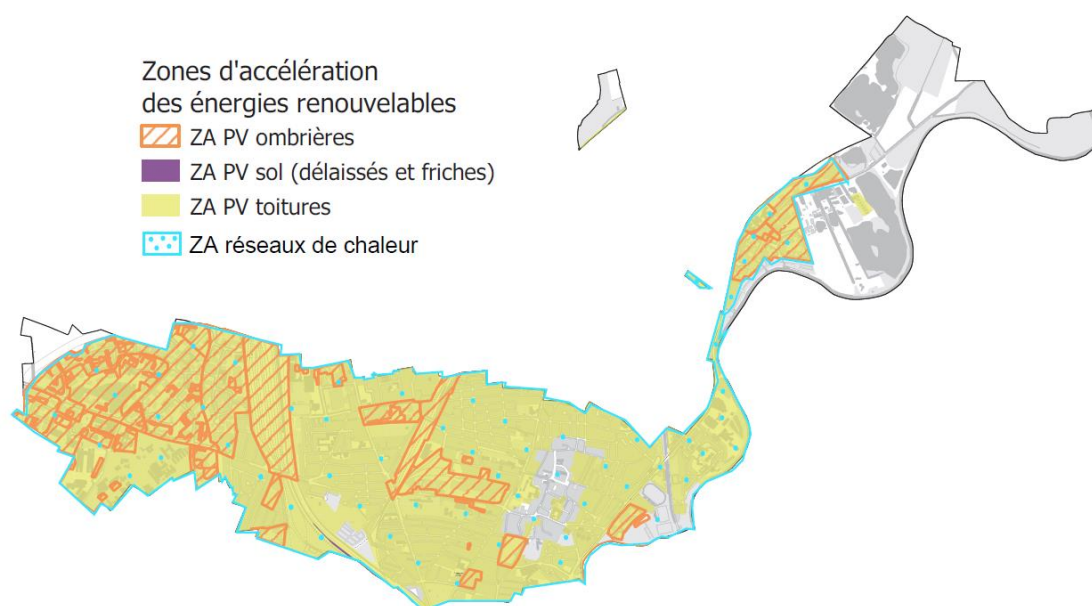 Zones d'accélération
des énergies renouvelables
ZA PV ombrières
ZA PV sol (délaissés et friches)
ZA PV toitures
ZA réseaux de chaleur